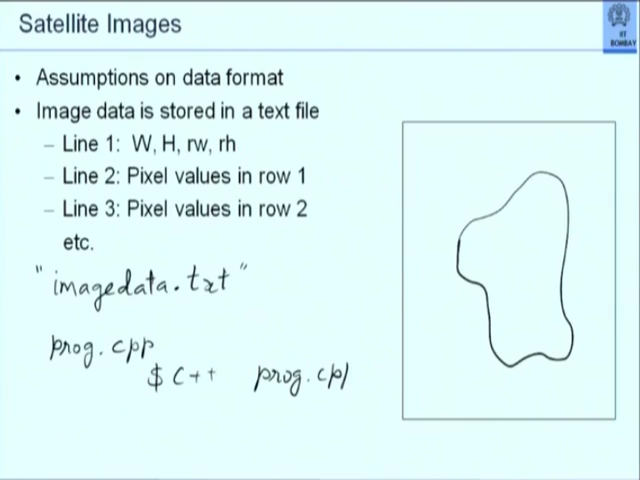 Satellite Images
IIT
BOMBAY
• Assumptions on data format
• Image data is stored in a text file
– Line 1: W, H, rw, rh
– Line 2: Pixel values in row 1
– Line 3: Pixel values in row 2
etc.
"imagedata.txt"
prog.cpp
$ c++ prog.cp